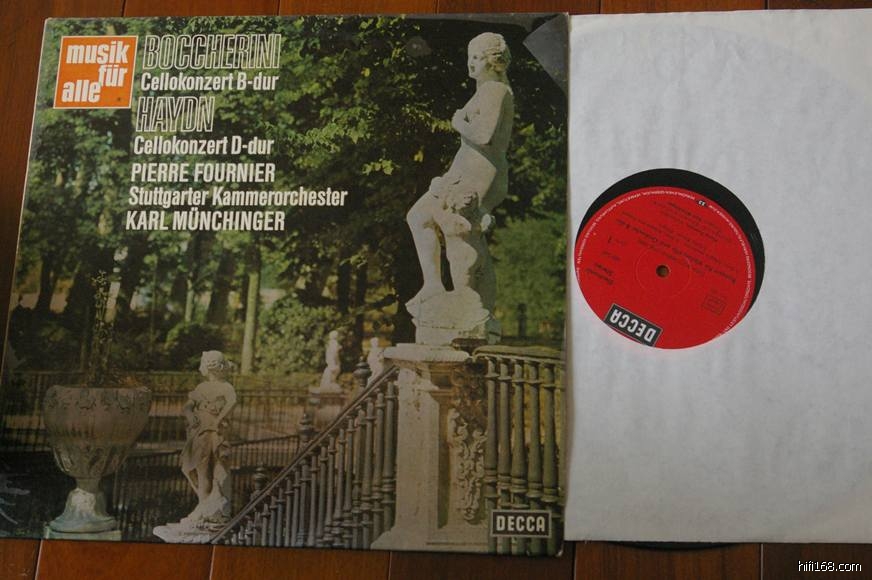 musik
für
alle
BOCCHERINI
Cellokonzert B-dur
HAYDN
Cellokonzert D-dur
PIERRE FOURNIER
Stuttgarter Kammerorchester
KARL MÜNCHINGER
DECCA
DECCA
hifi168.com